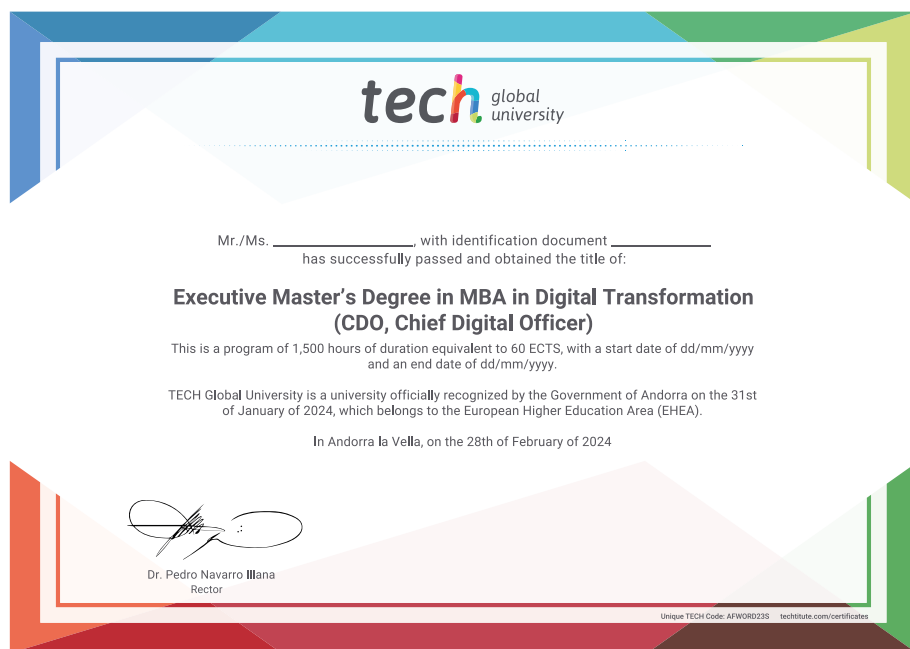 tech global
university
Mr./Ms. ____________________, with identification document ______________
has successfully passed and obtained the title of:
Executive Master's Degree in MBA in Digital Transformation
(CDO, Chief Digital Officer)
This is a program of 1,500 hours of duration equivalent to 60 ECTS, with a start date of dd/mm/yyyy
and an end date of dd/mm/yyyy.
TECH Global University is a university officially recognized by the Government of Andorra on the 31st
of January of 2024, which belongs to the European Higher Education Area (EHEA).
In Andorra la Vella, on the 28th of February of 2024
Dr. Pedro Navarro Illana
Rector
Unique TECH Code: AFWORD23S techtitute.com/certificates